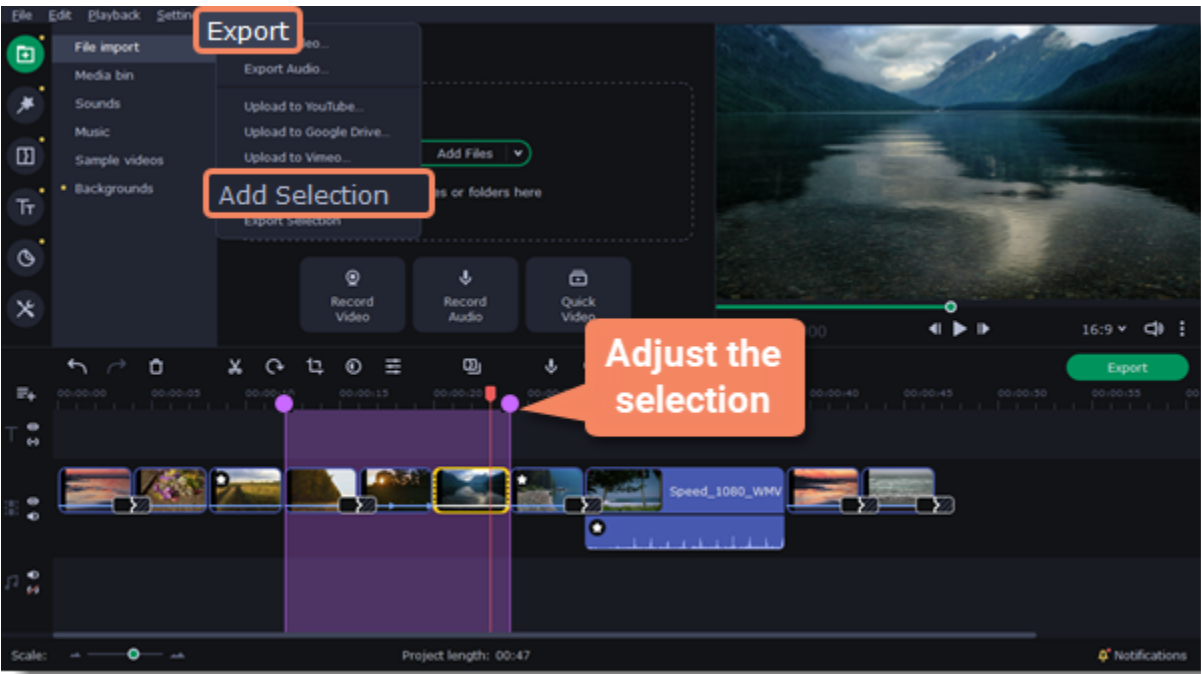 File Edit Playback
Export
File import
Export Audio...
Media bin
Sounds
Upload to YouTube...
Music
Upload to Google Drive...
Add Files
Sample videos
Upload to Vimeo...
Backgrounds
Add Selection
or folders here
Export Selection
Record
Video
Record
Audio
Quick
Video
16:9
Adjust the
selection
Export
00:00:00 00:00:05 00:00:10 00:00:15 00:00:20 00:00:40 00:00:45 00:00:50 00:00:55
Speed_1080_WMV
Scale:
Project length: 00:47
Notifications